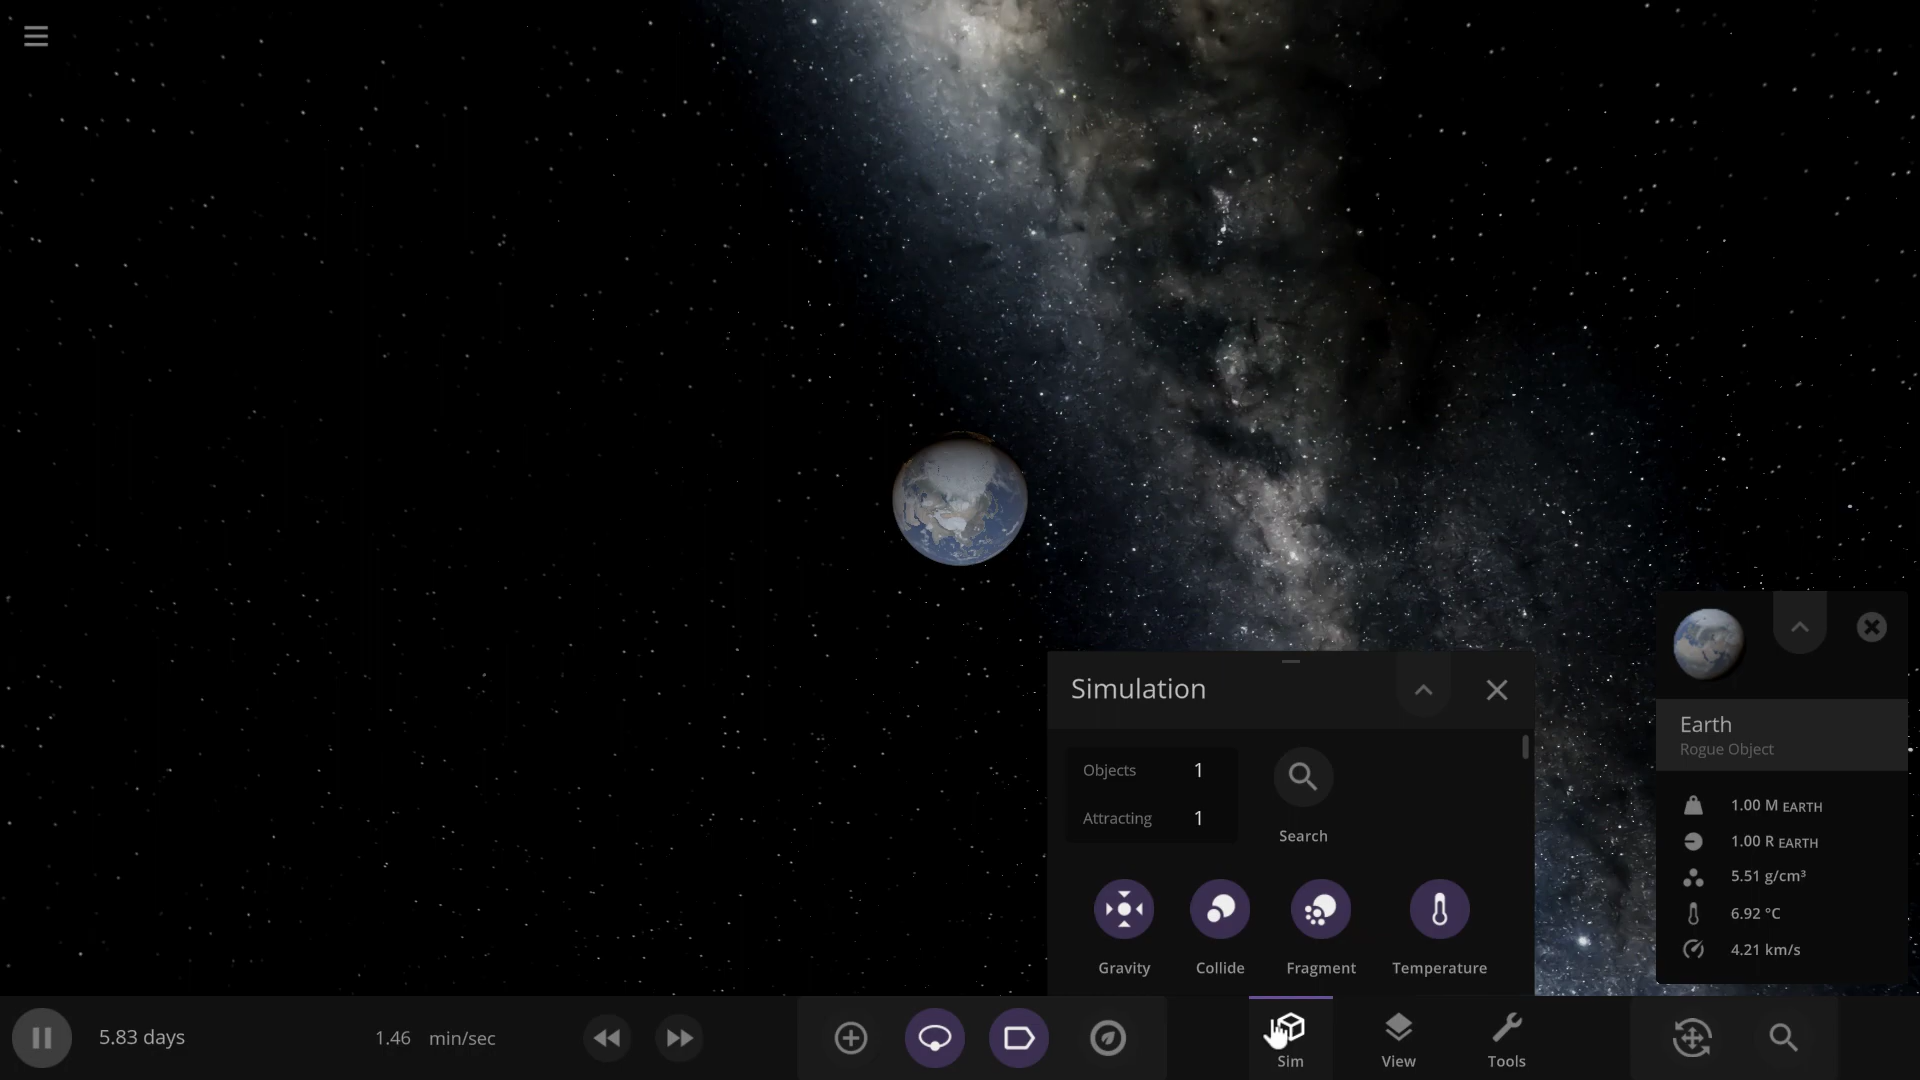 Simulation
Objects 1
Attracting 1
Search
Gravity Collide Fragment Temperature
Earth
Rogue Object
1.00 M EARTH
1.00 R EARTH
5.51 g/cm³
6.92 °C
4.21 km/s
5.83 days 1.46 min/sec
Sim View Tools